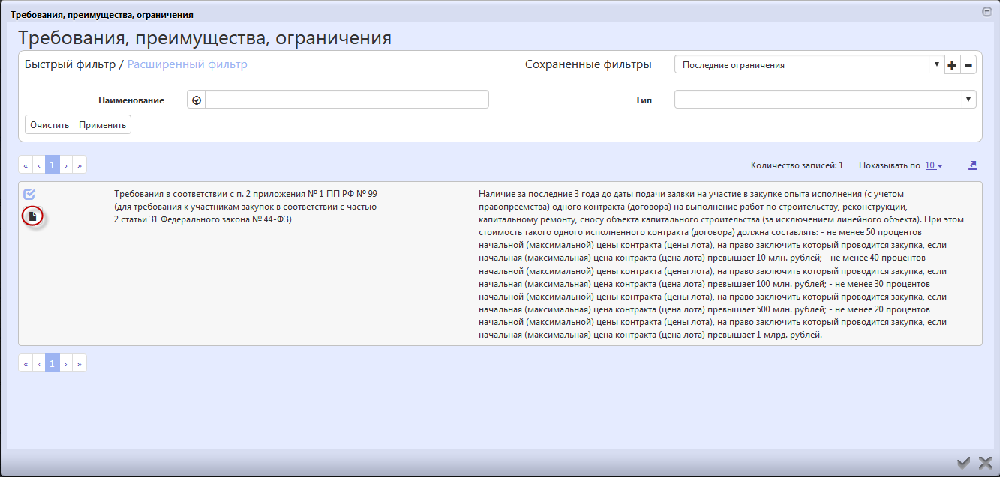 Требования, преимущества, ограничения
Требования, преимущества, ограничения
Быстрый фильтр / Расширенный фильтр
Сохраненные фильтры
Последние ограничения
Наименование
Тип
Очистить
Применить
« ‹ 1 › »
Количество записей: 1
Показывать по 10
Требования в соответствии с п. 2 приложения № 1 ПП РФ № 99
(для требования к участникам закупок в соответствии с частью
2 статьи 31 Федерального закона № 44-ФЗ)
Наличие за последние 3 года до даты подачи заявки на участие в закупке опыта исполнения (с учетом
правопреемства) одного контракта (договора) на выполнение работ по строительству, реконструкции,
капитальному ремонту, сносу объекта капитального строительства (за исключением линейного объекта). При этом
стоимость такого одного исполненного контракта (договора) должна составлять: - не менее 50 процентов
начальной (максимальной) цены контракта (цены лота), на право заключить который проводится закупка, если
начальная (максимальная) цена контракта (цена лота) превышает 10 млн. рублей; - не менее 40 процентов
начальной (максимальной) цены контракта (цены лота), на право заключить который проводится закупка, если
начальная (максимальная) цена контракта (цена лота) превышает 100 млн. рублей; - не менее 30 процентов
начальной (максимальной) цены контракта (цены лота), на право заключить который проводится закупка, если
начальная (максимальная) цена контракта (цена лота) превышает 500 млн. рублей; - не менее 20 процентов
начальной (максимальной) цены контракта (цены лота), на право заключить который проводится закупка, если
начальная (максимальная) цена контракта (цена лота) превышает 1 млрд. рублей.
« ‹ 1 › »